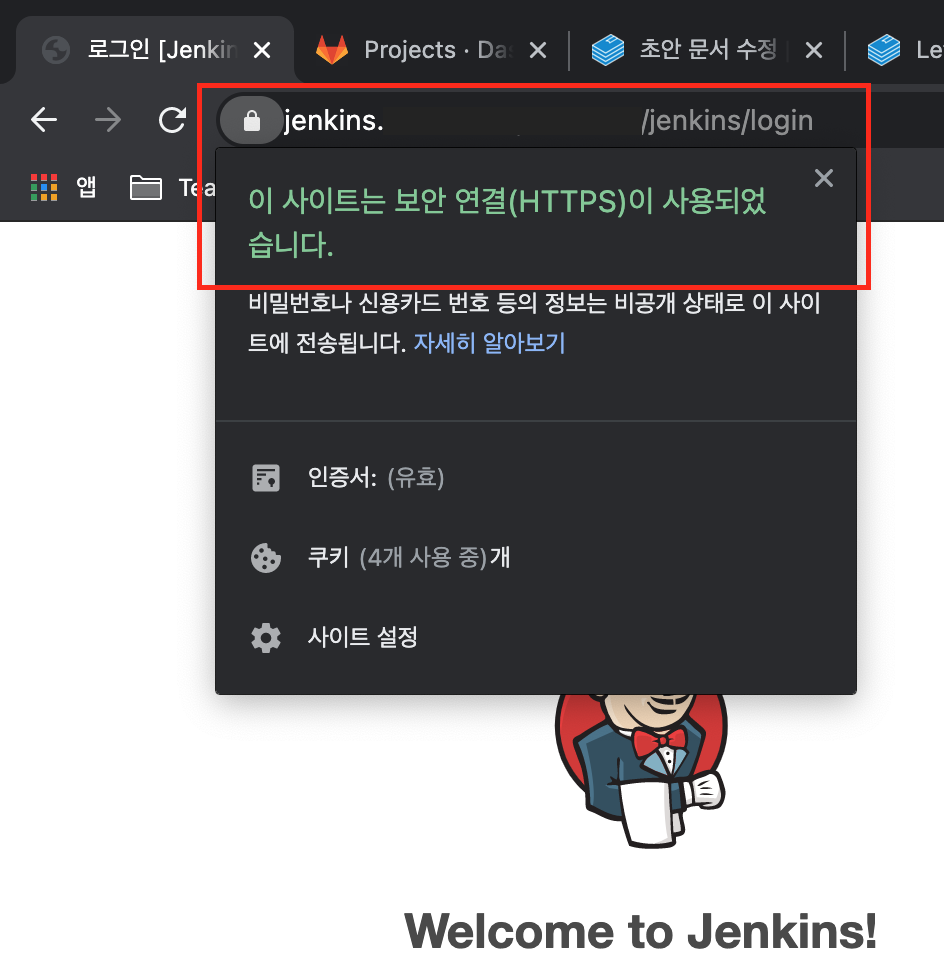 로그인 [Jenkin
Projects · Das
초안 문서 수정
Le
jenkins.
/jenkins/login
앱
Tea
이 사이트는 보안 연결(HTTPS)이 사용되었
습니다.
비밀번호나 신용카드 번호 등의 정보는 비공개 상태로 이 사이
트에 전송됩니다. 자세히 알아보기
인증서: (유효)
쿠키 (4개 사용 중)개
사이트 설정
Welcome to Jenkins!